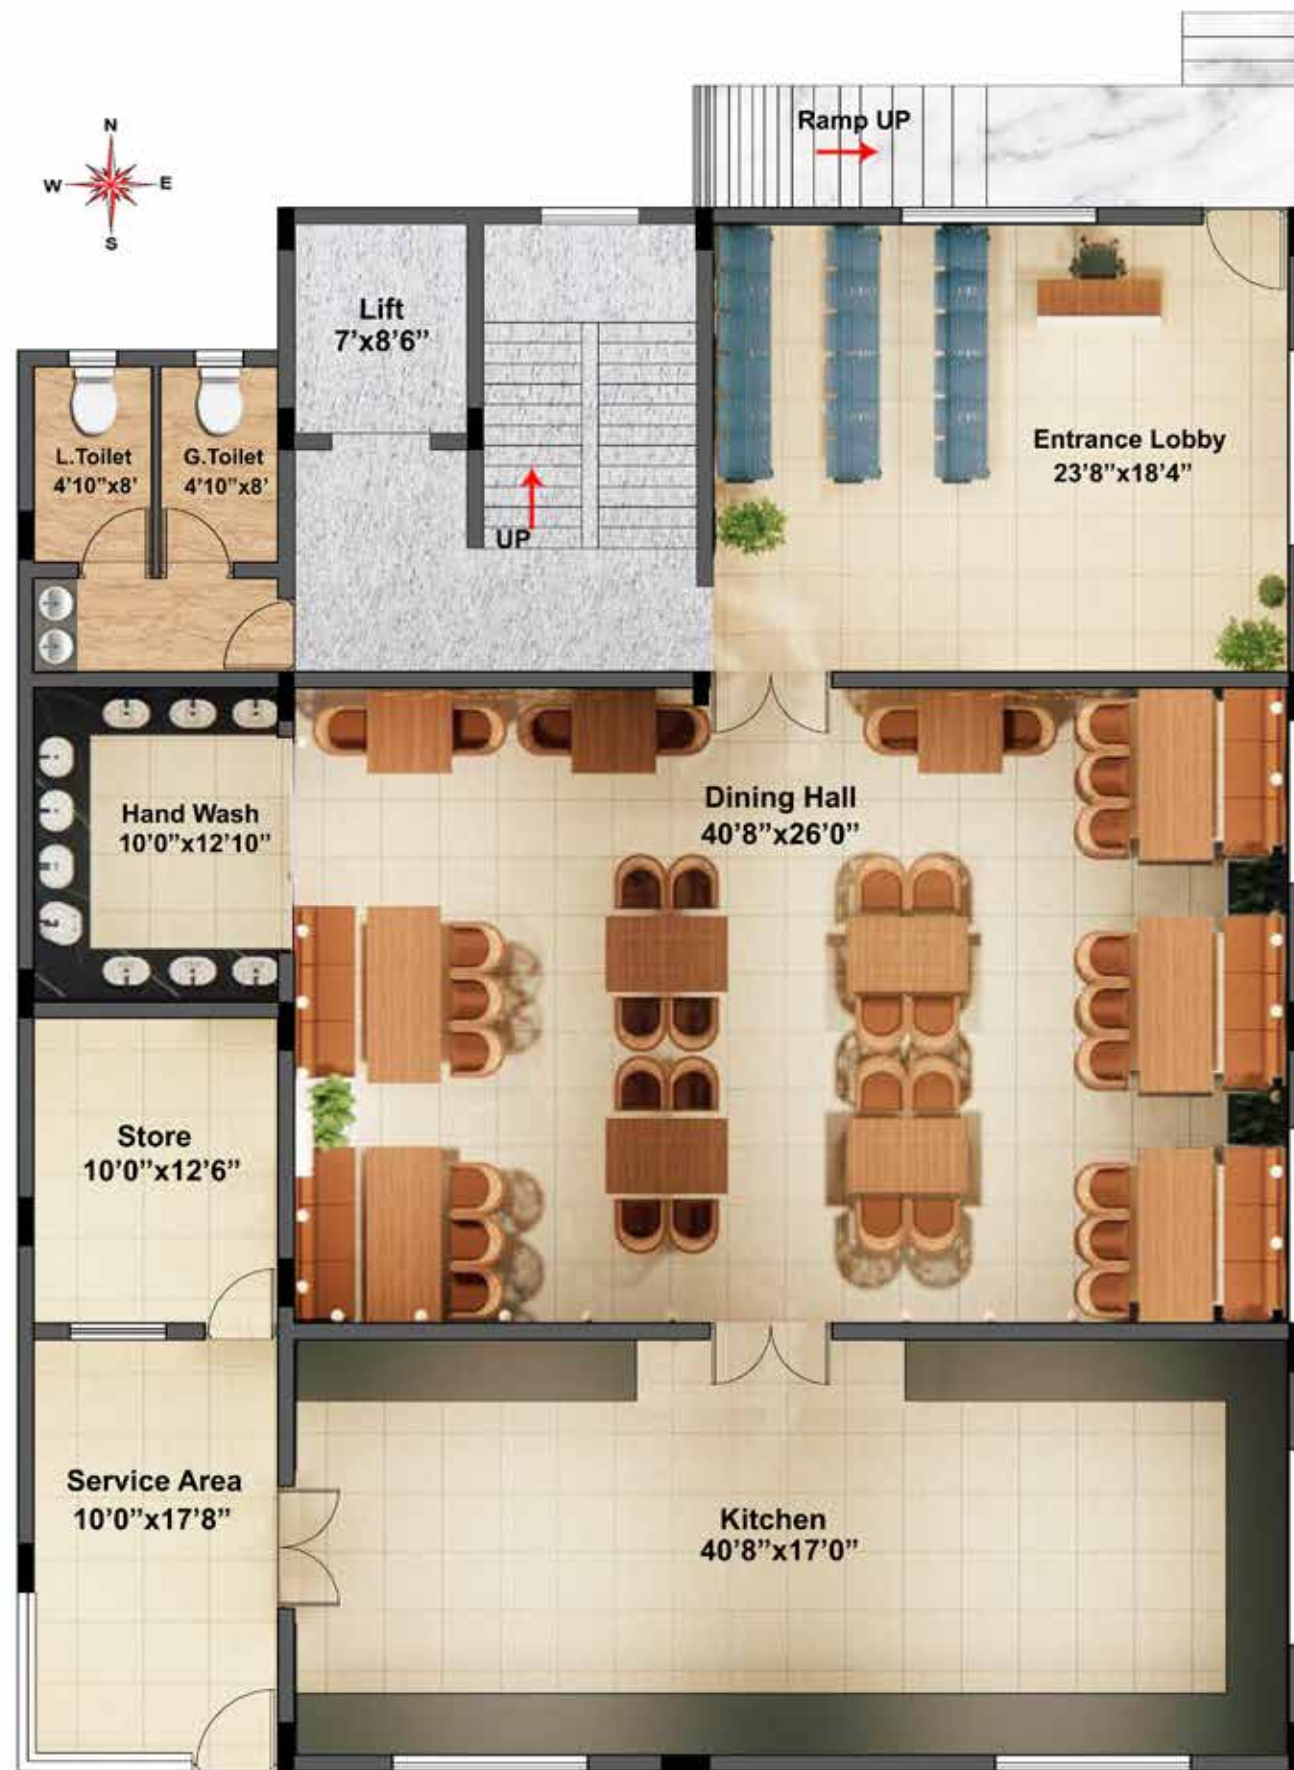 Ramp UP
N
W
E
S
Lift
7’x8’6”
L.Toilet
4’10”x8’
G.Toilet
4’10”x8’
UP
Entrance Lobby
23’8”x18’4”
Dining Hall
40’8”x26’0”
Hand Wash
10’0”x12’10”
Store
10’0”x12’6”
Service Area
10’0”x17’8”
Kitchen
40’8”x17’0”